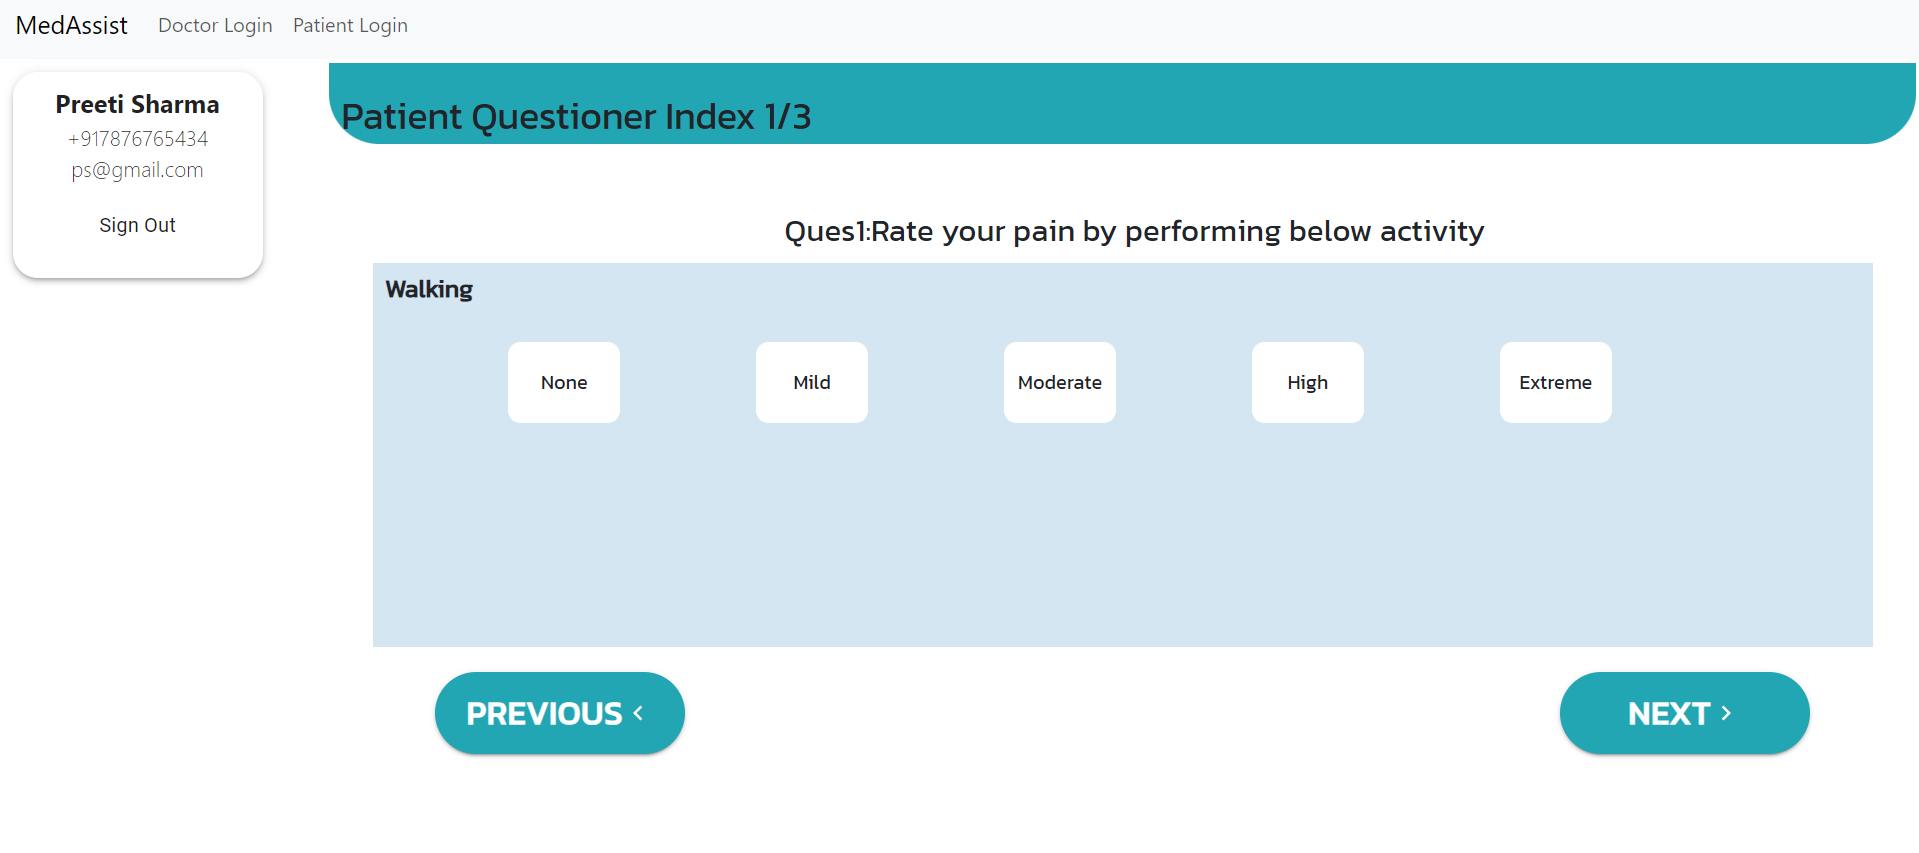 MedAssist Doctor Login Patient Login
Preeti Sharma
+917876765434
ps@gmail.com
Sign Out
Patient Questioner Index 1/3
Ques1:Rate your pain by performing below activity
Walking
None Mild Moderate High Extreme
PREVIOUS NEXT